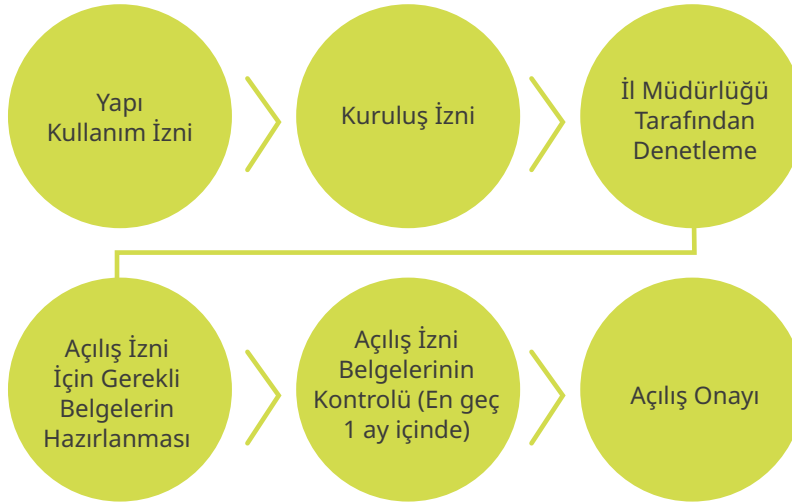 Yapı
Kullanım İzni
Kuruluş İzni
İl Müdürlüğü
Tarafından
Denetleme
Açılış İzni
İçin Gerekli
Belgelerin
Hazırlanması
Açılış İzni
Belgelerinin
Kontrolü (En geç
1 ay içinde)
Açılış Onayı